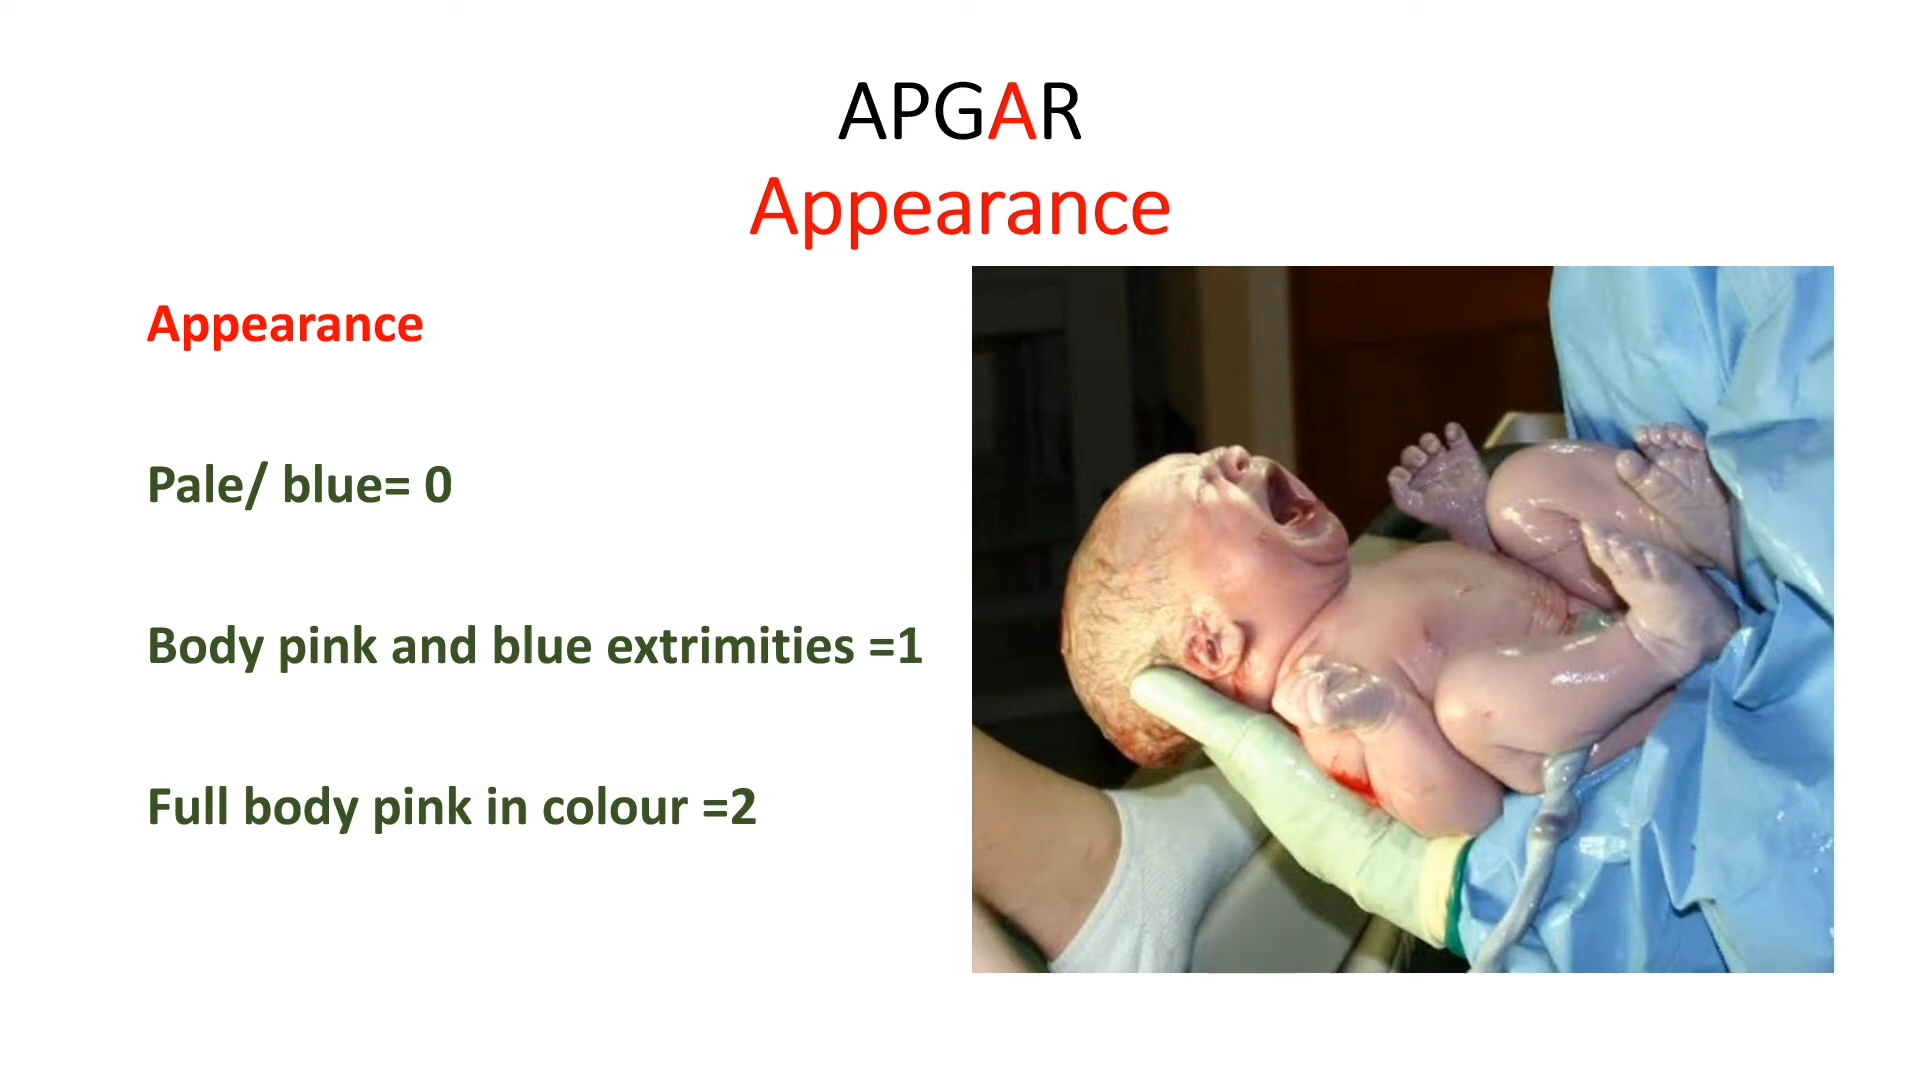 APGAR
Appearance
Appearance
Pale/ blue= 0
Body pink and blue extrimities =1
Full body pink in colour =2